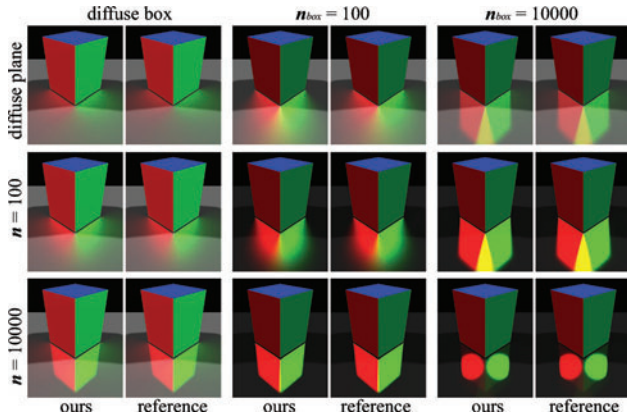 diffuse box
n_box = 100
n_box = 10000
diffuse plane
n = 100
n = 10000
ours
reference
ours
reference
ours
reference